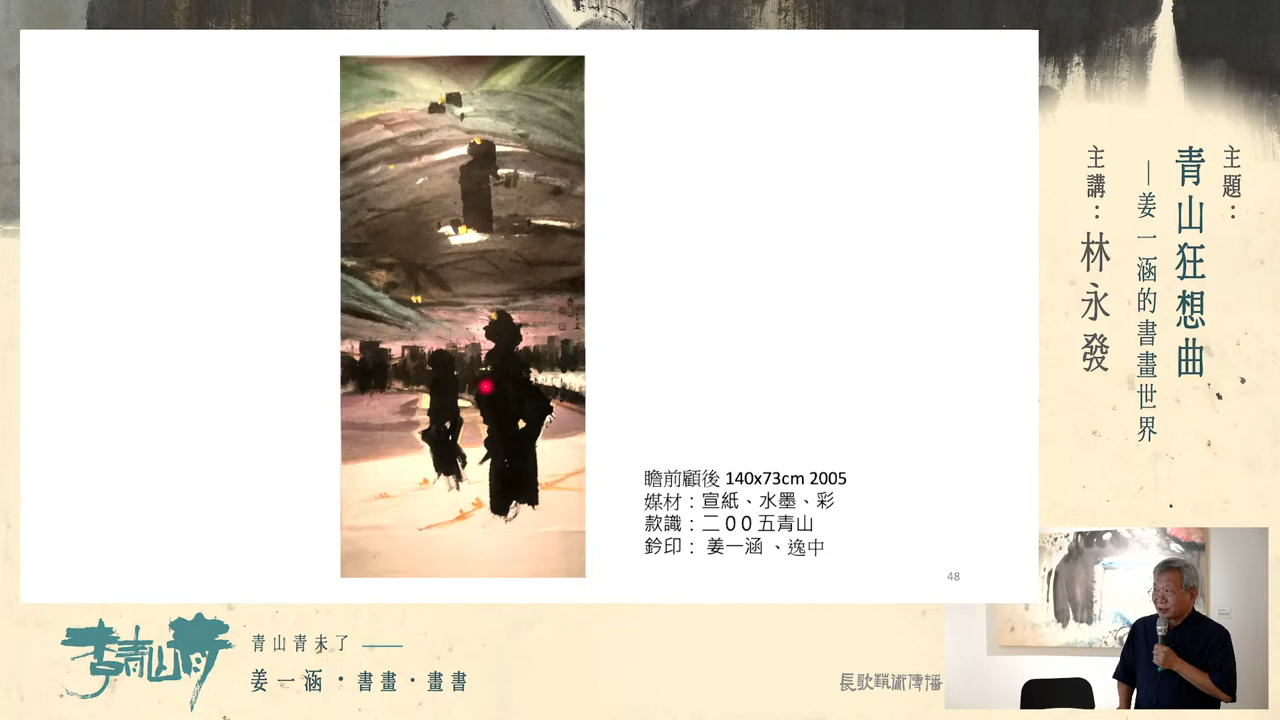 瞻前顧後 140x73cm 2005
媒材：宣紙、水墨、彩
款識：二００五青山
鈐印： 姜一涵 、逸中
48
主題：
青山狂想曲
—姜一涵的書畫世界
主講：林永發
青山青未了——
姜一涵・書畫・畫書
長歌藝術傳播